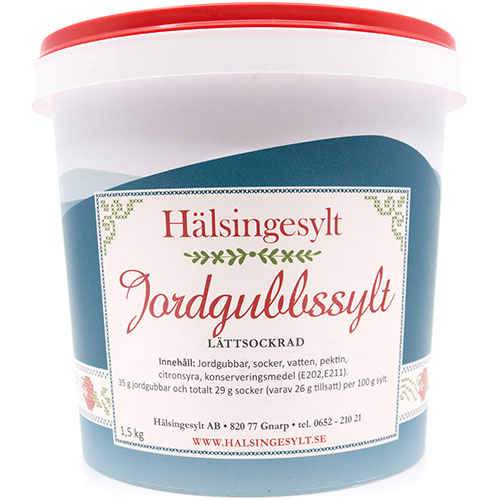 Hälsingesylt
Jordgubbssylt
LÄTTSOCKRAD
Innehåll: Jordgubbar, socker, vatten, pektin,
citronsyra, konserveringsmedel (E202,E211).
35 g jordgubbar och totalt 29 g socker (varav 26 g tillsatt) per 100 g sylt.
Hälsingesylt AB • 820 77 Gnarp • tel. 0652 - 210 21
1,5 kg
WWW.HALSINGESYLT.SE